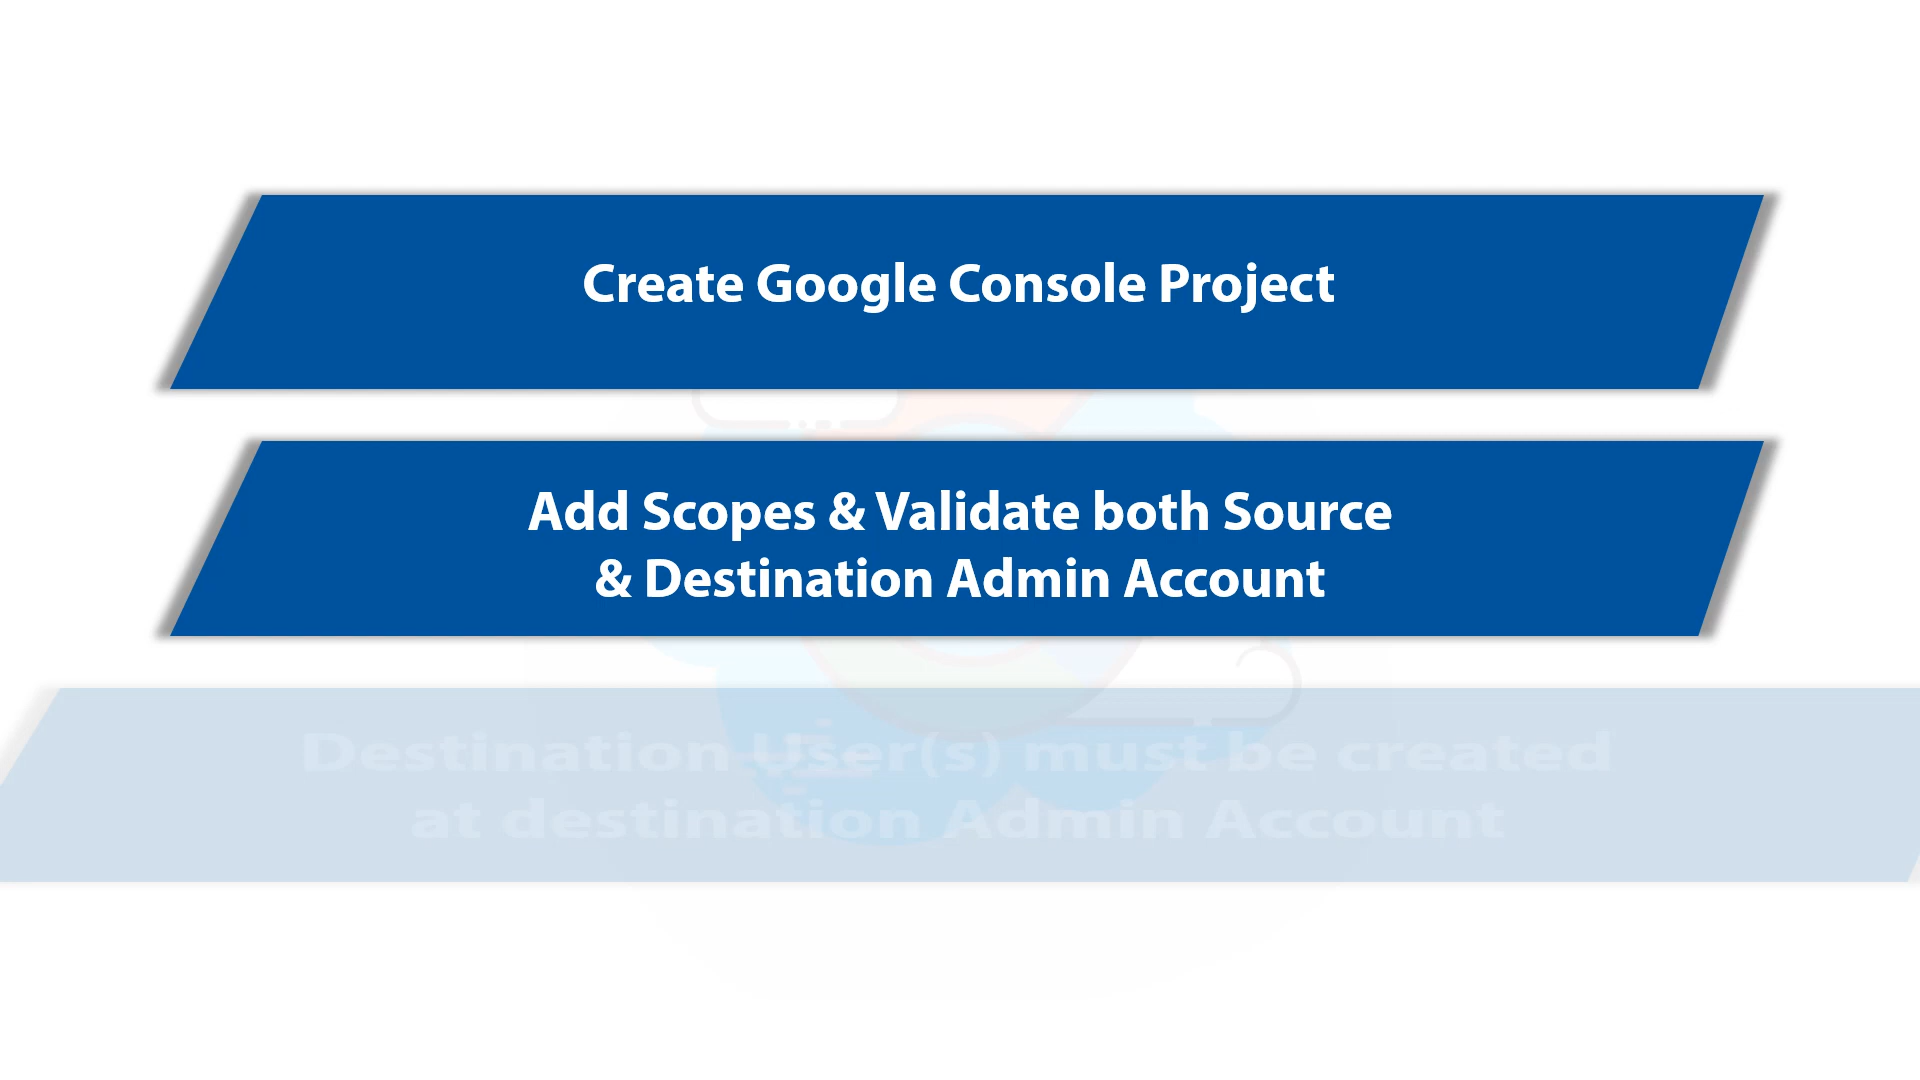 Create Google Console Project
Add Scopes & Validate both Source
& Destination Admin Account
Destination User(s) must be created
at destination Admin Account